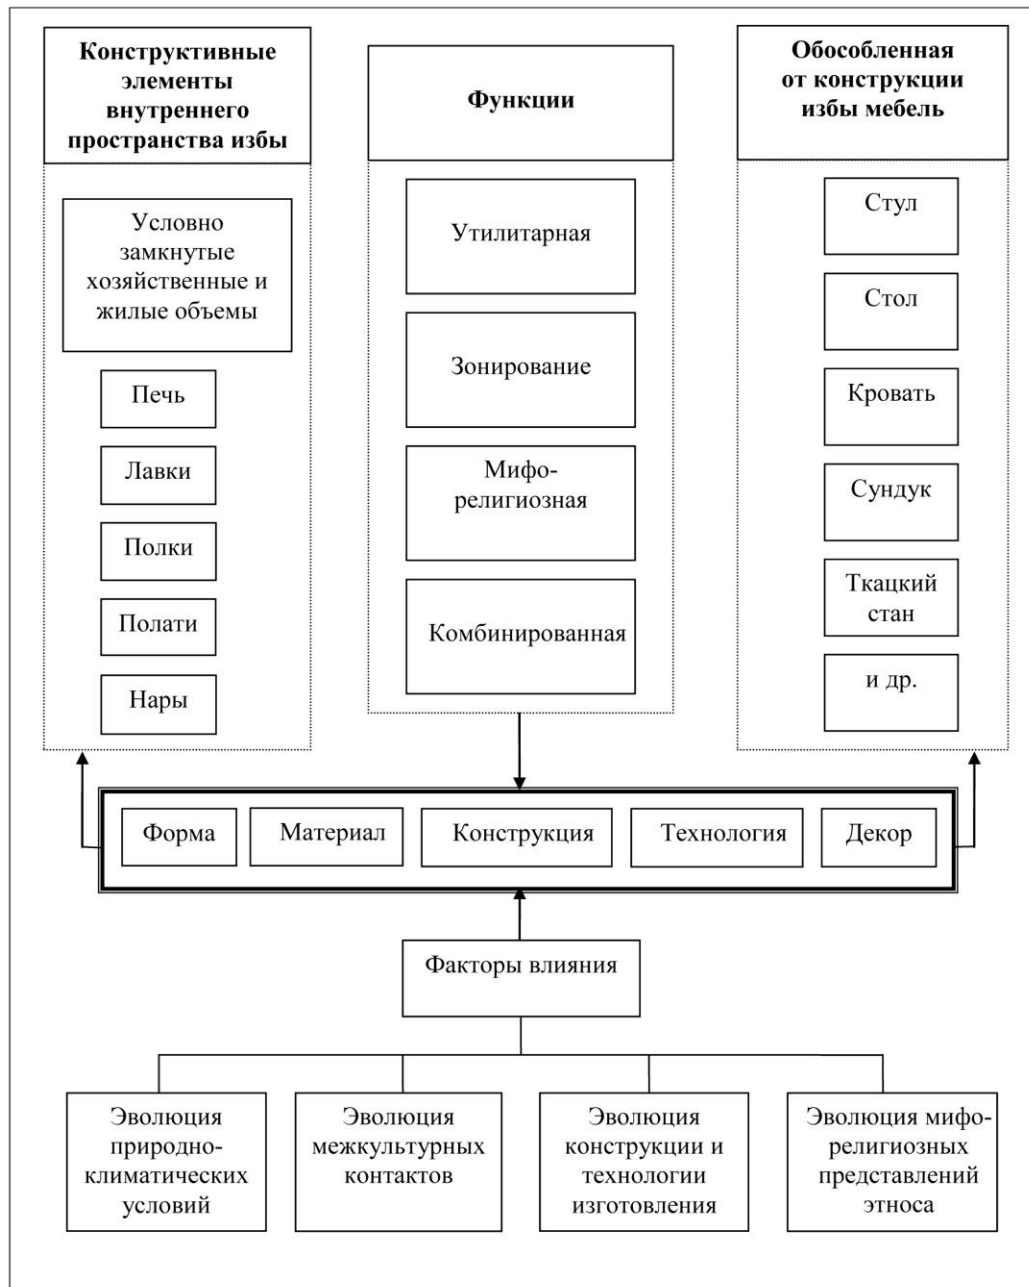 Конструктивные
элементы
внутреннего
пространства избы
Условно
замкнутые
хозяйственные и
жилые объемы
Печь
Лавки
Полки
Полати
Нары
Функции
Утилитарная
Зонирование
Мифо-
религиозная
Комбинированная
Обособленная
от конструкции
избы мебель
Стул
Стол
Кровать
Сундук
Ткацкий
стан
и др.
Форма
Материал
Конструкция
Технология
Декор
Факторы влияния
Эволюция
природно-
климатических
условий
Эволюция
межкультурных
контактов
Эволюция
конструкции и
технологии
изготовления
Эволюция мифо-
религиозных
представлений
этноса